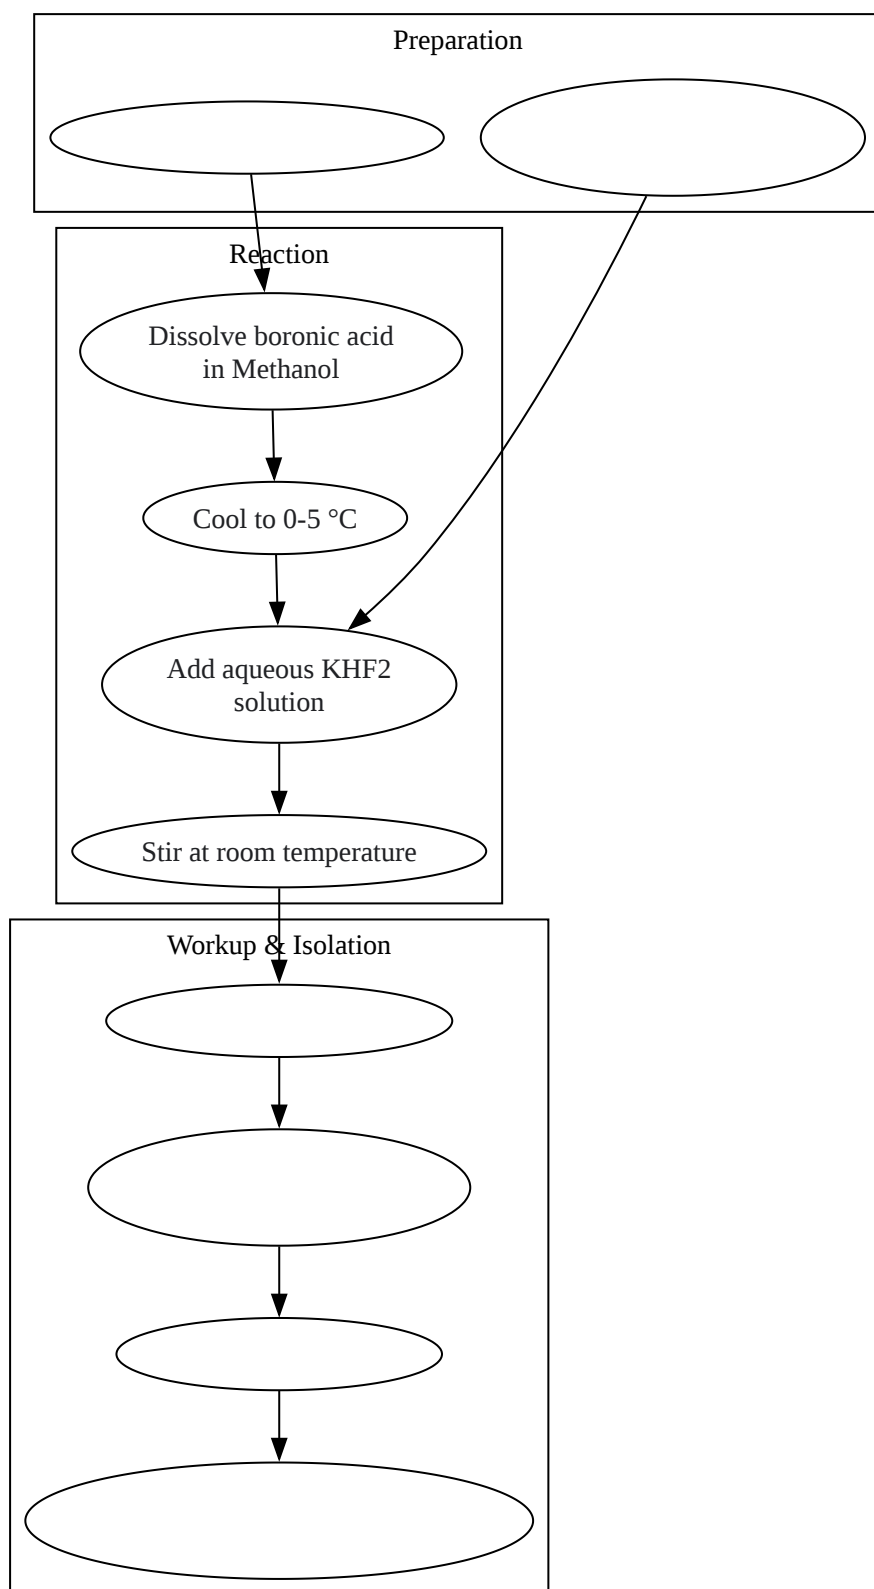 Preparation
Reaction
Dissolve boronic acid
in Methanol
Cool to 0-5 °C
Add aqueous KHF2
solution
Stir at room temperature
Workup & Isolation